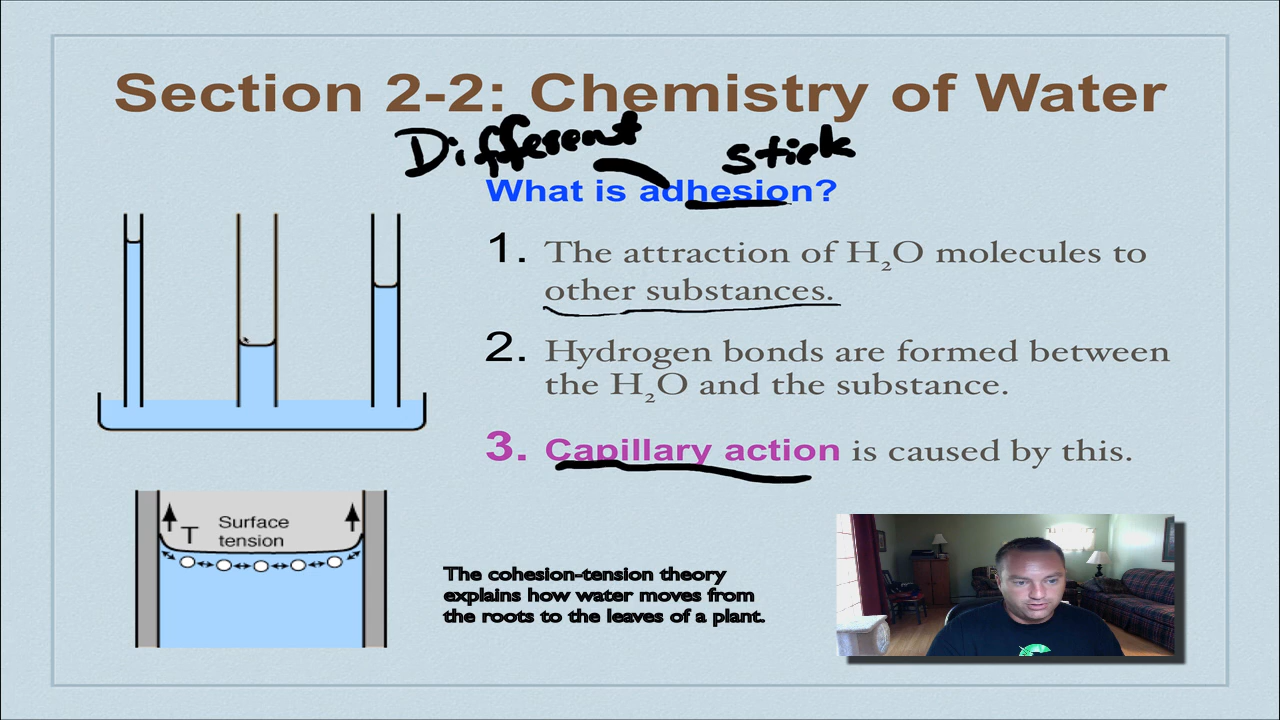 Section 2-2: Chemistry of Water
Different stick
What is adhesion?
1. The attraction of H₂O molecules to
other substances.
2. Hydrogen bonds are formed between
the H₂O and the substance.
3. Capillary action is caused by this.
T Surface
tension
The cohesion-tension theory
explains how water moves from
the roots to the leaves of a plant.